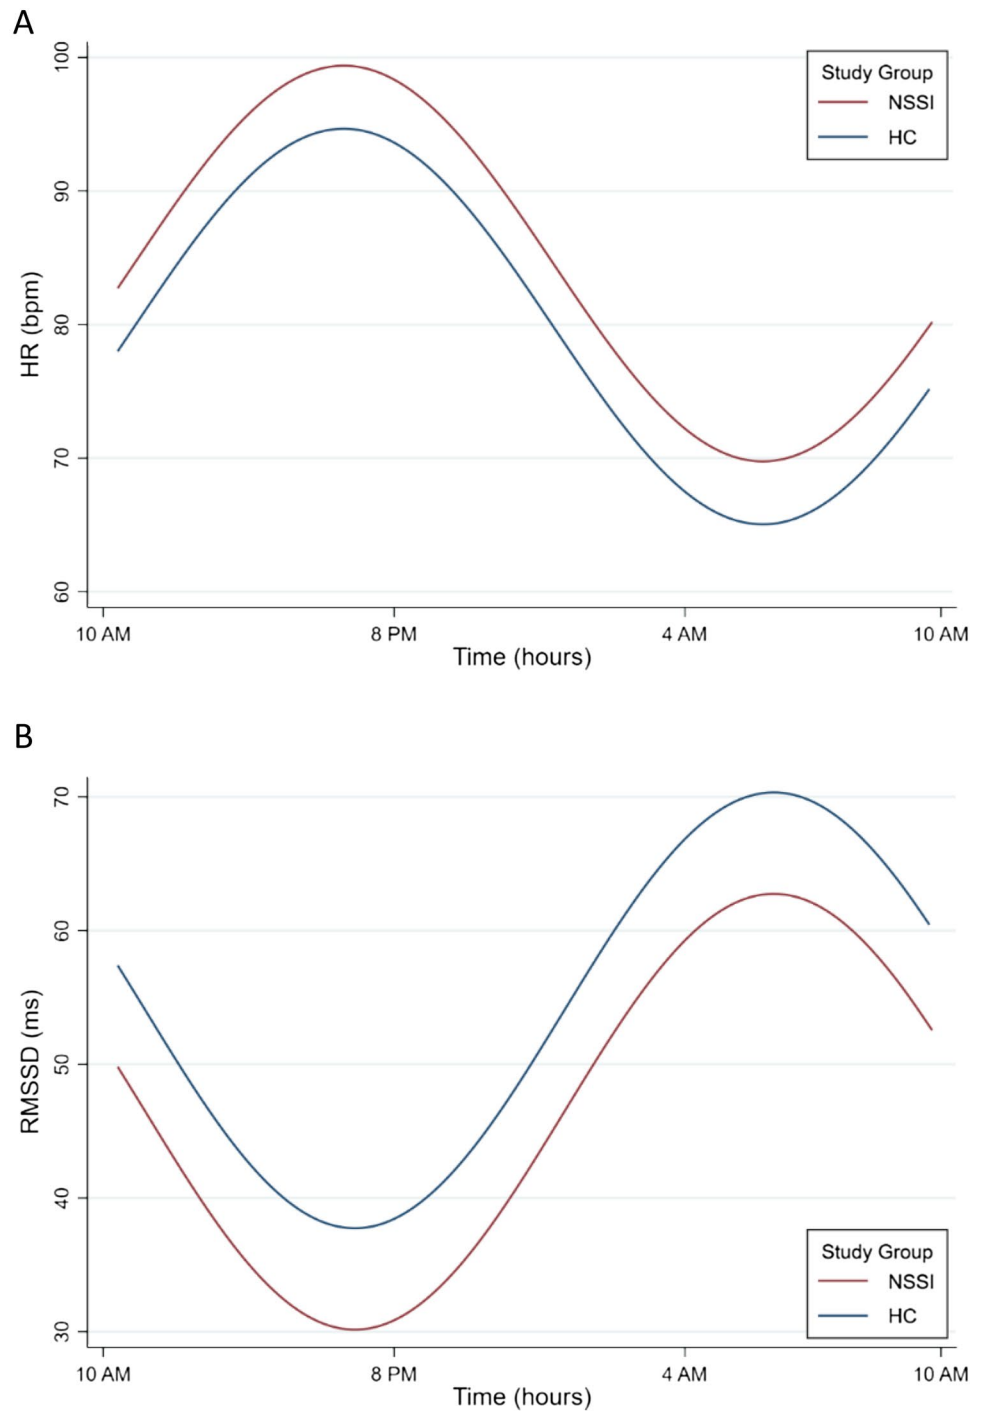 A
100
90
80
70
60
HR (bpm)
Study Group
NSSI
HC
10 AM
8 PM
4 AM
10 AM
Time (hours)
B
70
60
50
40
30
RMSSD (ms)
Study Group
NSSI
HC
10 AM
8 PM
4 AM
10 AM
Time (hours)